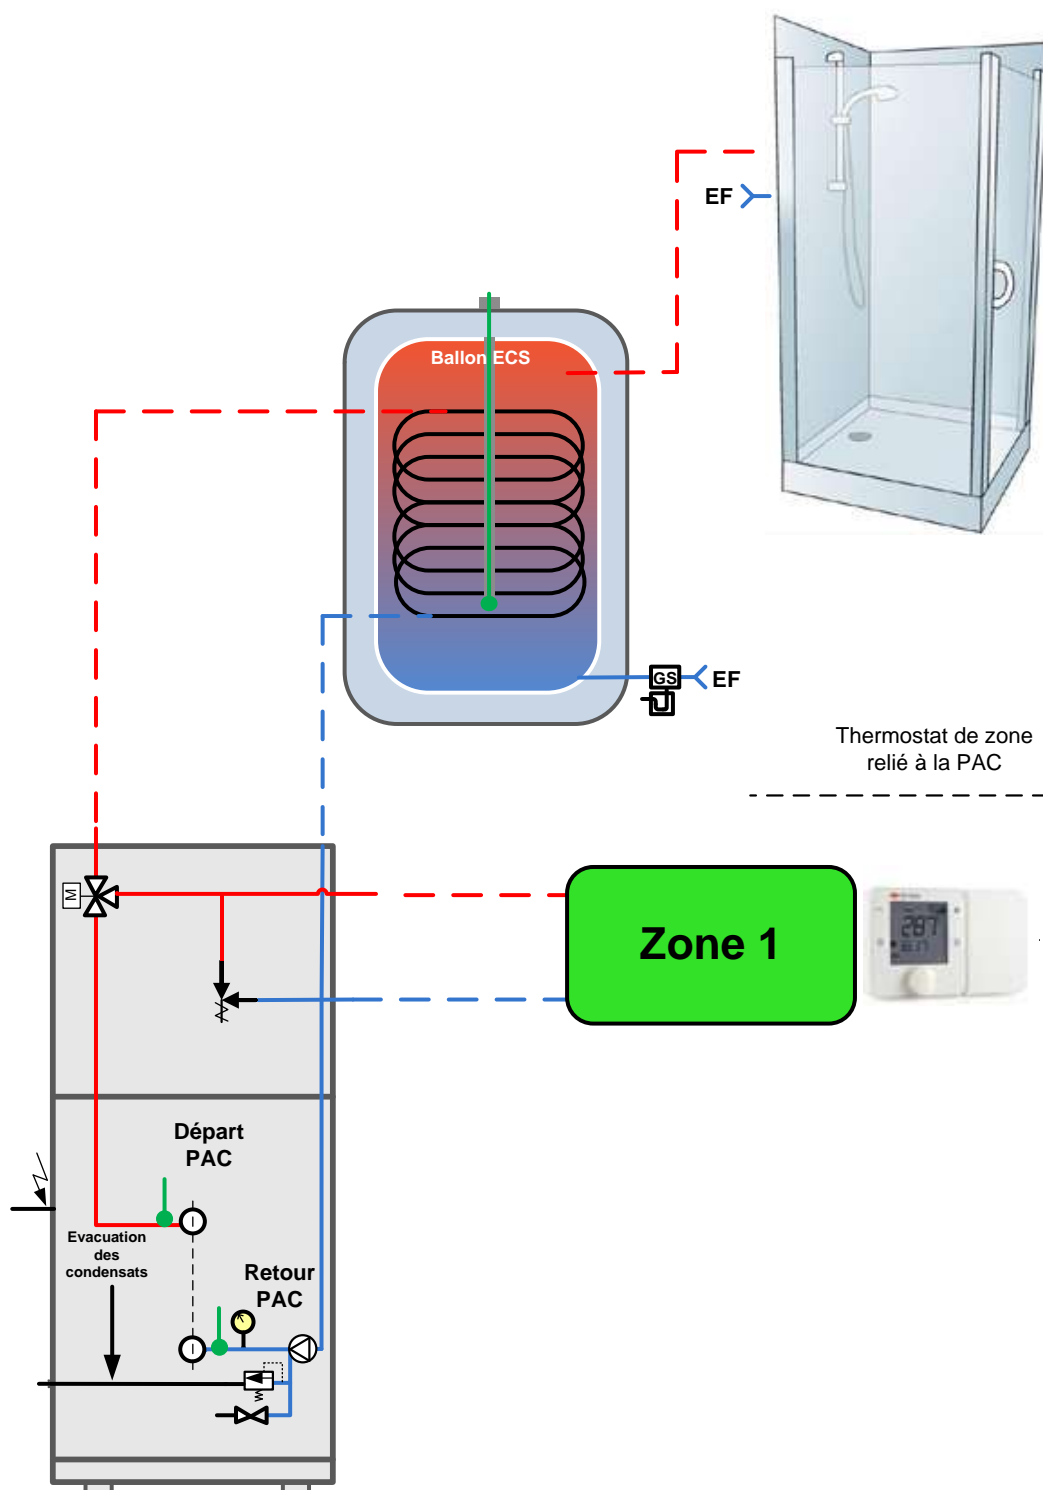 EF
Ballon ECS
GS
EF
Thermostat de zone
relié à la PAC
M
Zone 1
287
Départ
PAC
Evacuation
des
condensats
Retour
PAC